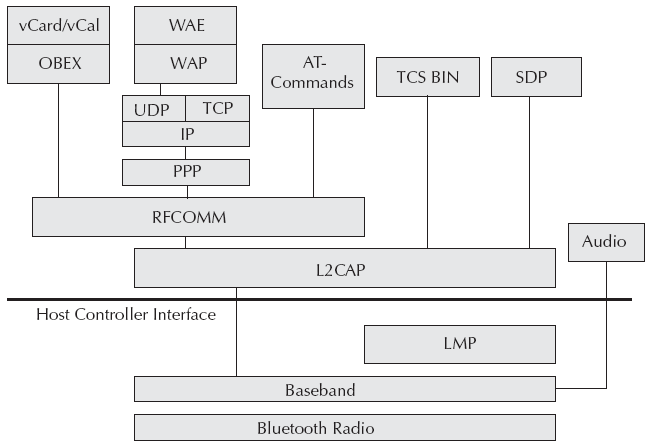 vCard/vCal
OBEX
WAE
WAP
UDP
TCP
IP
PPP
AT-
Commands
TCS BIN
SDP
RFCOMM
Audio
L2CAP
Host Controller Interface
LMP
Baseband
Bluetooth Radio